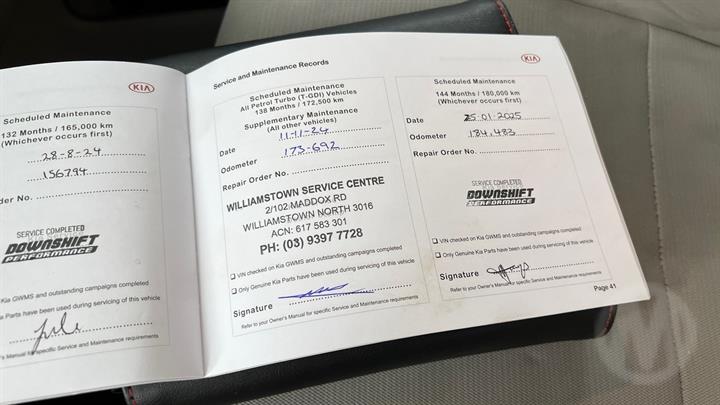 KIA
Scheduled Maintenance
132 Months / 165,000 km
(Whichever occurs first)
28-8-24
156794
No.
SERVICE COMPLETED
DOWNSHIFT
PERFORMANCE
Kia GWMS and outstanding campaigns completed
Kia Parts have been used during servicing of this vehicle
Owner's Manual for specific Service and Maintenance requirements
Service and Maintenance Records
Scheduled Maintenance
All Petrol Turbo (T-GDI) Vehicles
138 Months / 172,500 km
Supplementary Maintenance
(All other vehicles)
Date 11-11-24
Odometer 173-692
Repair Order No.
WILLIAMSTOWN SERVICE CENTRE
2/102 MADDOX RD
WILLIAMSTOWN NORTH 3016
ACN: 617 583 301
PH: (03) 9397 7728
VIN checked on Kia GWMS and outstanding campaigns completed
Only Genuine Kia Parts have been used during servicing of this vehicle
Signature
Refer to your Owner's Manual for specific Service and Maintenance requirements
KIA
Scheduled Maintenance
144 Months / 180,000 km
(Whichever occurs first)
Date 25-01-2025
Odometer 184,483
Repair Order No.
SERVICE COMPLETED
DOWNSHIFT
PERFORMANCE
VIN checked on Kia GWMS and outstanding campaigns completed
Only Genuine Kia Parts have been used during servicing of this vehicle
Signature
Refer to your Owner's Manual for specific Service and Maintenance requirements
Page 41